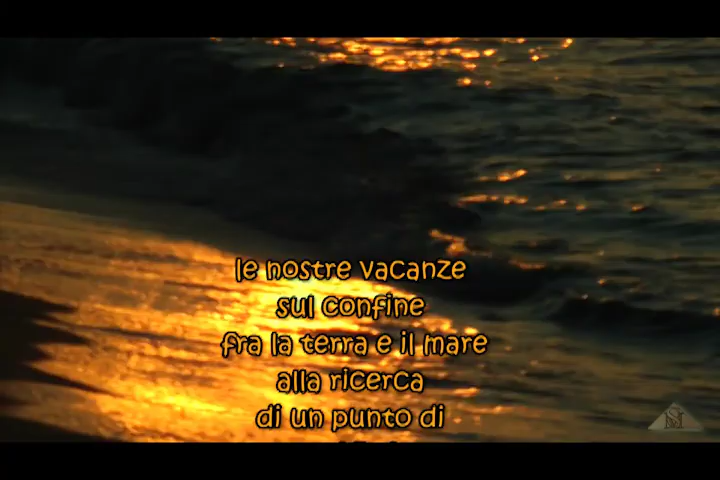 le nostre vacanze
sul confine
fra la terra e il mare
alla ricerca
di un punto di